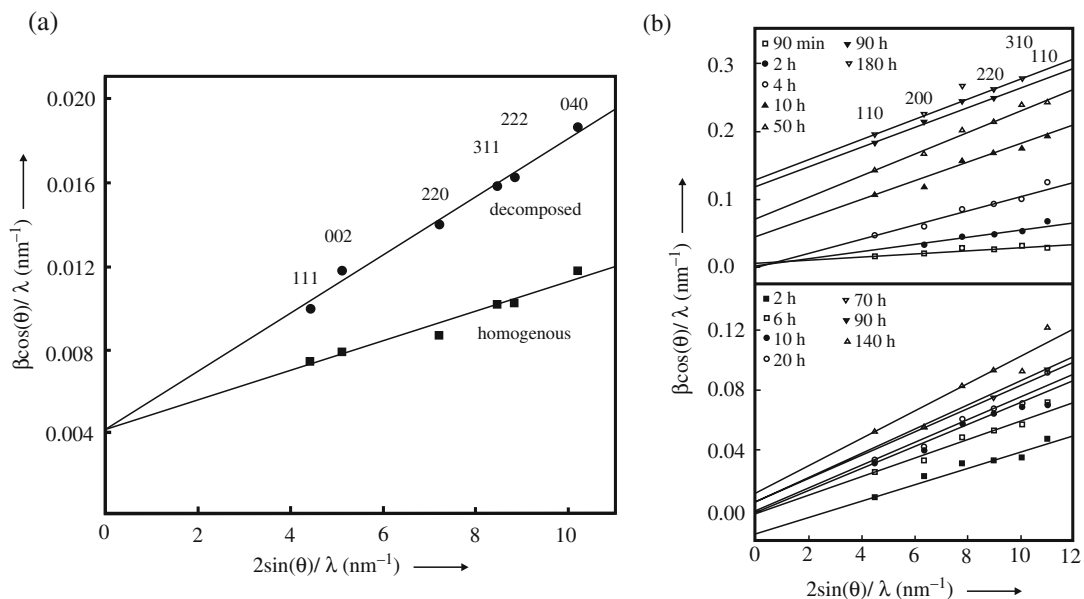 (a)
0.020
0.016
0.012
0.008
0.004
βcos(θ)/ λ (nm⁻¹)
040
222
311
220
decomposed
002
111
homogenous
0 2 4 6 8 10
2sin(θ)/ λ (nm⁻¹)
(b)
90 min
2 h
4 h
10 h
50 h
90 h
180 h
310
110
220
200
110
0.3
0.2
0.1
0.0
βcos(θ)/ λ (nm⁻¹)
2 h
6 h
10 h
20 h
70 h
90 h
140 h
0.12
0.08
0.04
0.00
0 2 4 6 8 10 12
2sin(θ)/ λ (nm⁻¹)